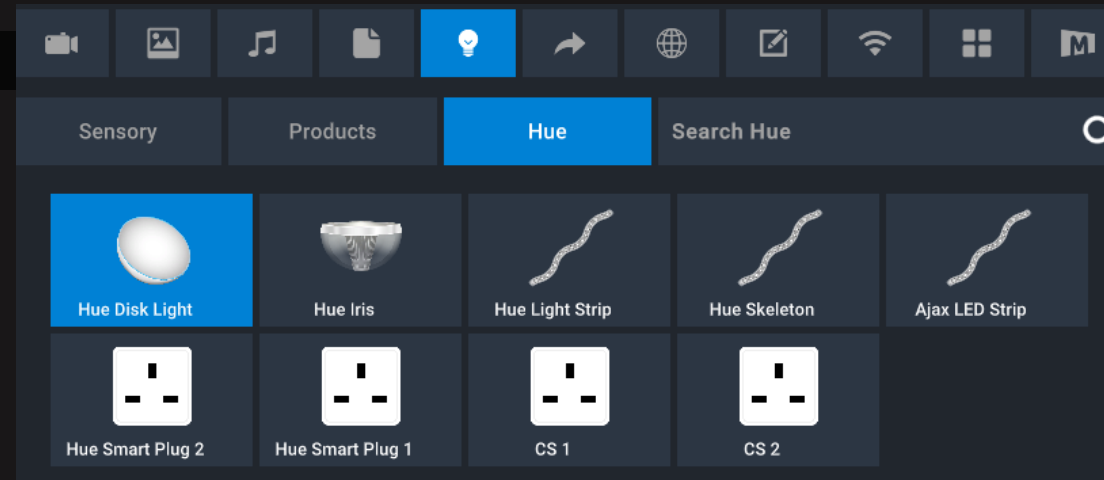 M
Sensory
Products
Hue
Search Hue
Hue Disk Light
Hue Iris
Hue Light Strip
Hue Skeleton
Ajax LED Strip
Hue Smart Plug 2
Hue Smart Plug 1
CS 1
CS 2